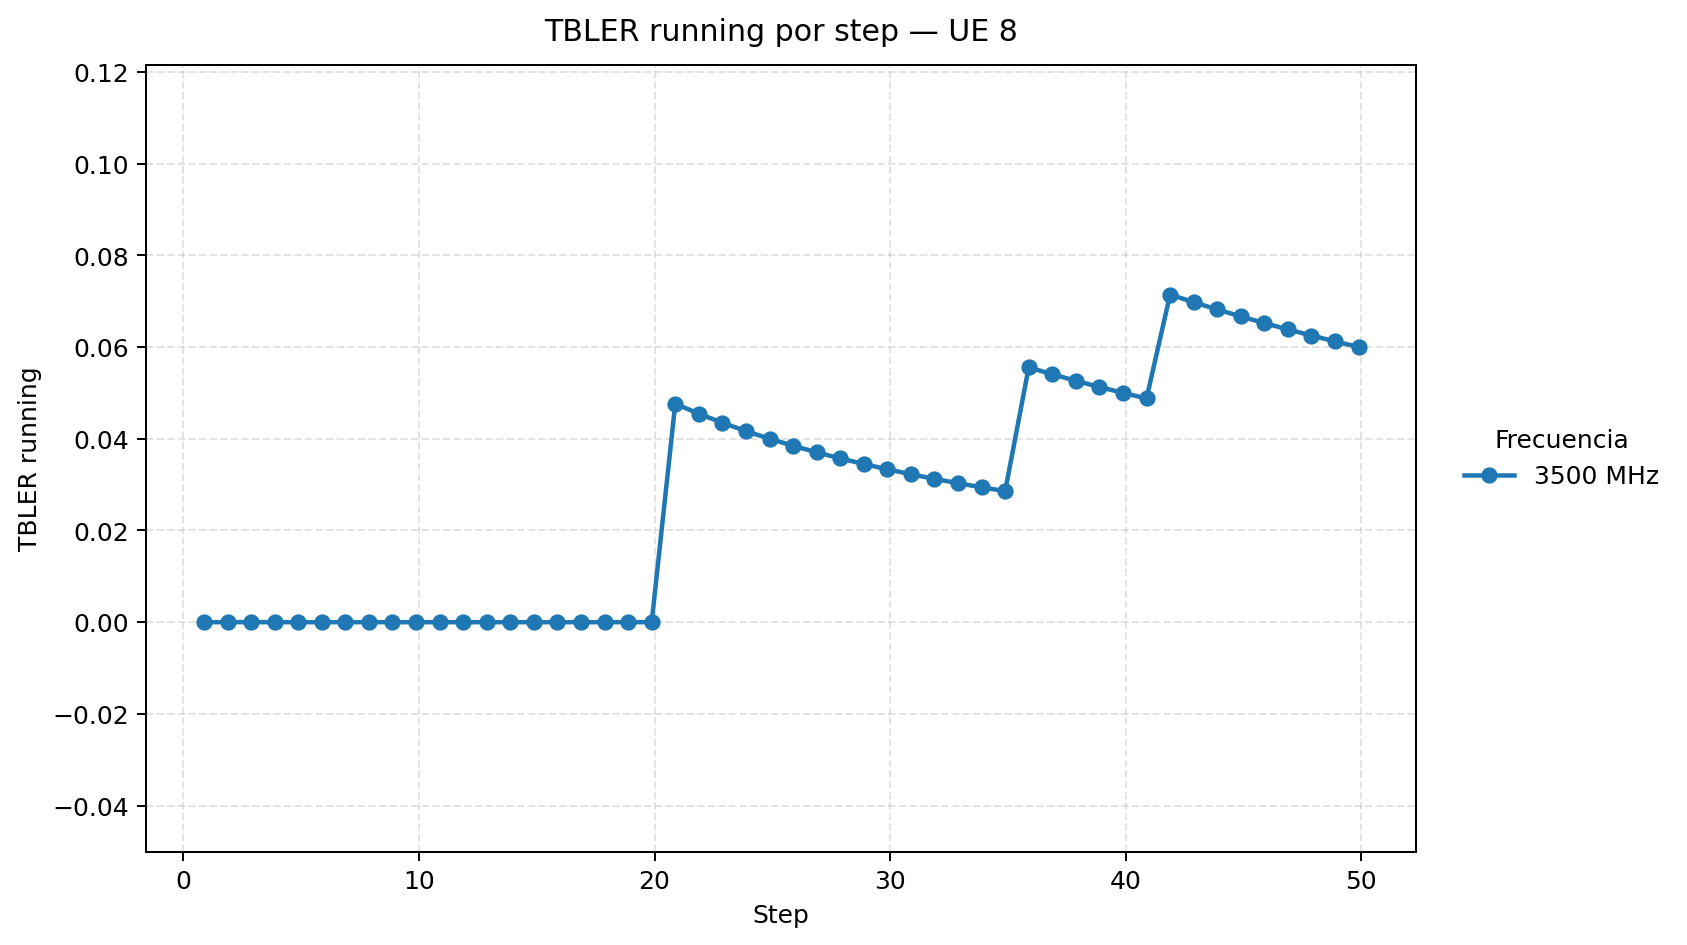 TBLER running por step — UE 8
0.12
0.10
0.08
0.06
0.04
0.02
0.00
−0.02
−0.04
TBLER running
0 10 20 30 40 50
Step
Frecuencia
3500 MHz